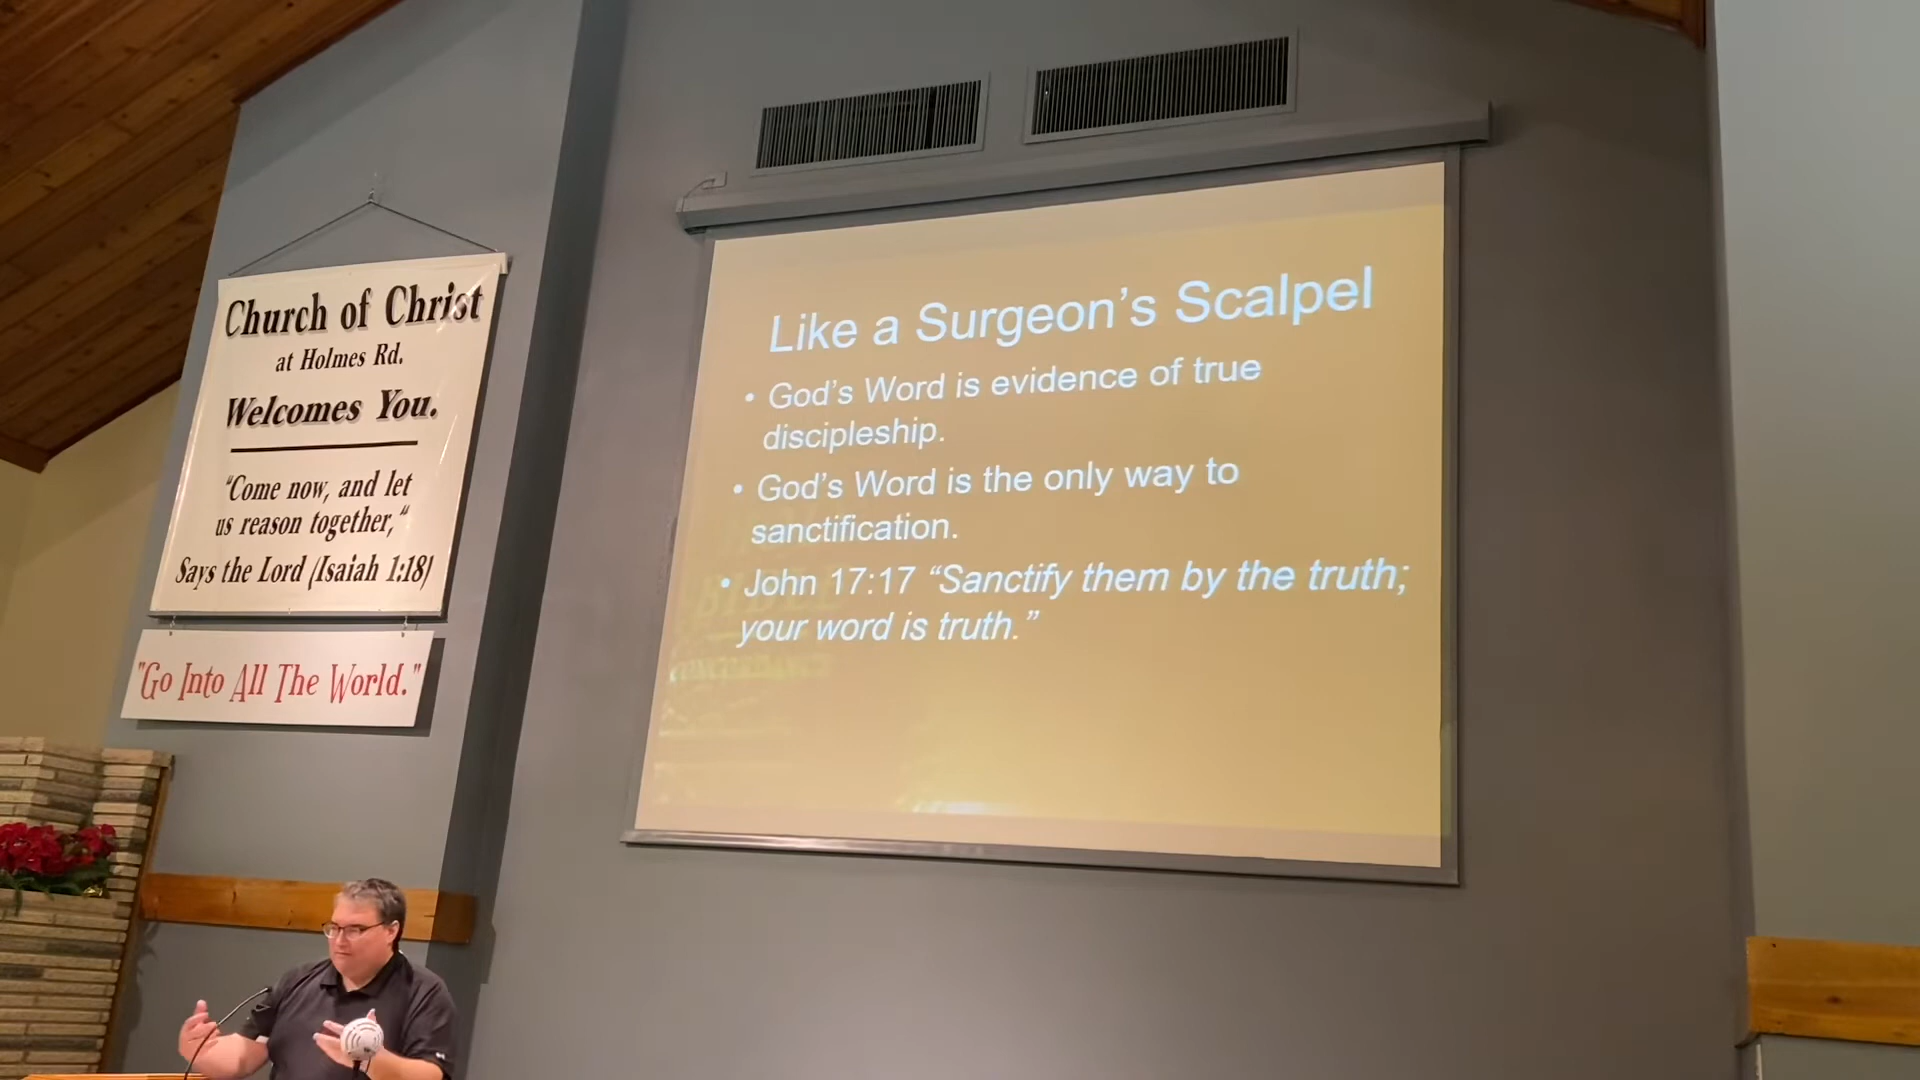 Church of Christ
at Holmes Rd.
Welcomes You.
"Come now, and let
us reason together,"
Says the Lord (Isaiah 1:18)
"Go Into All The World."
Like a Surgeon's Scalpel
• God's Word is evidence of true
discipleship.
• God's Word is the only way to
sanctification.
• John 17:17 "Sanctify them by the truth;
your word is truth."
BIBLE
CONCORDANCE